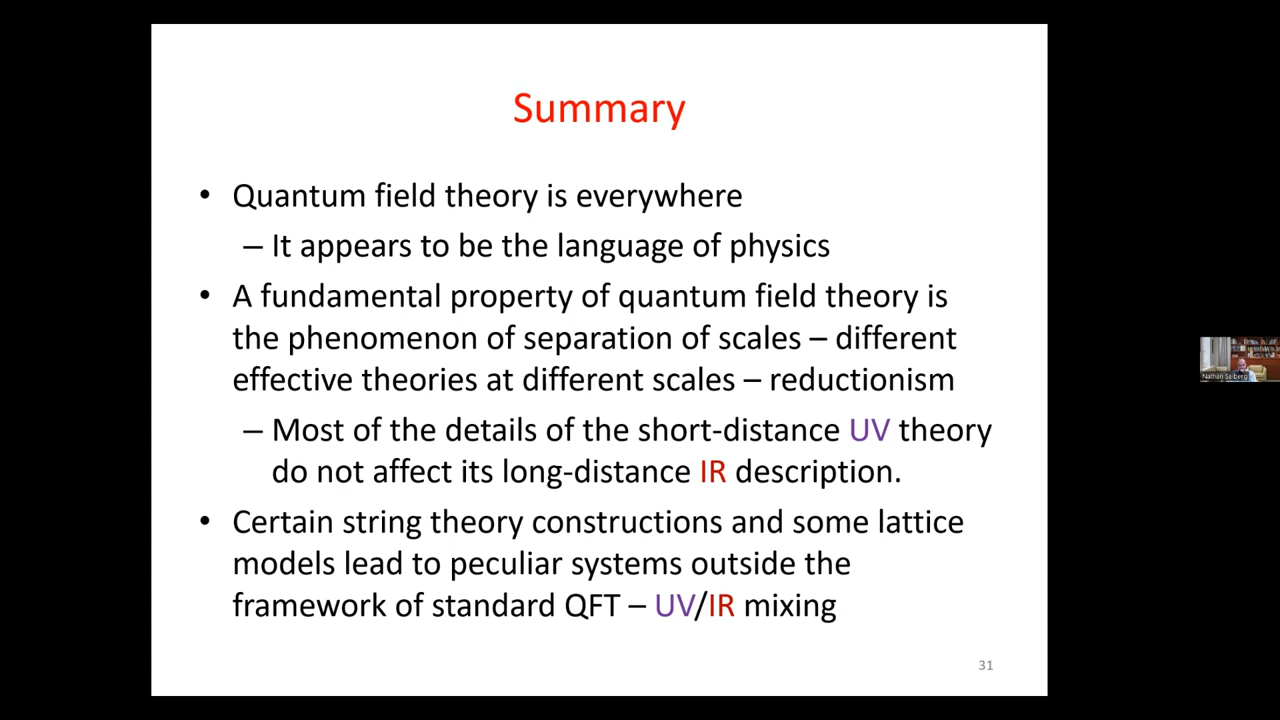 Summary
• Quantum field theory is everywhere
– It appears to be the language of physics
• A fundamental property of quantum field theory is
the phenomenon of separation of scales – different
effective theories at different scales – reductionism
– Most of the details of the short-distance UV theory
do not affect its long-distance IR description.
• Certain string theory constructions and some lattice
models lead to peculiar systems outside the
framework of standard QFT – UV/IR mixing
31
Nathan Seiberg